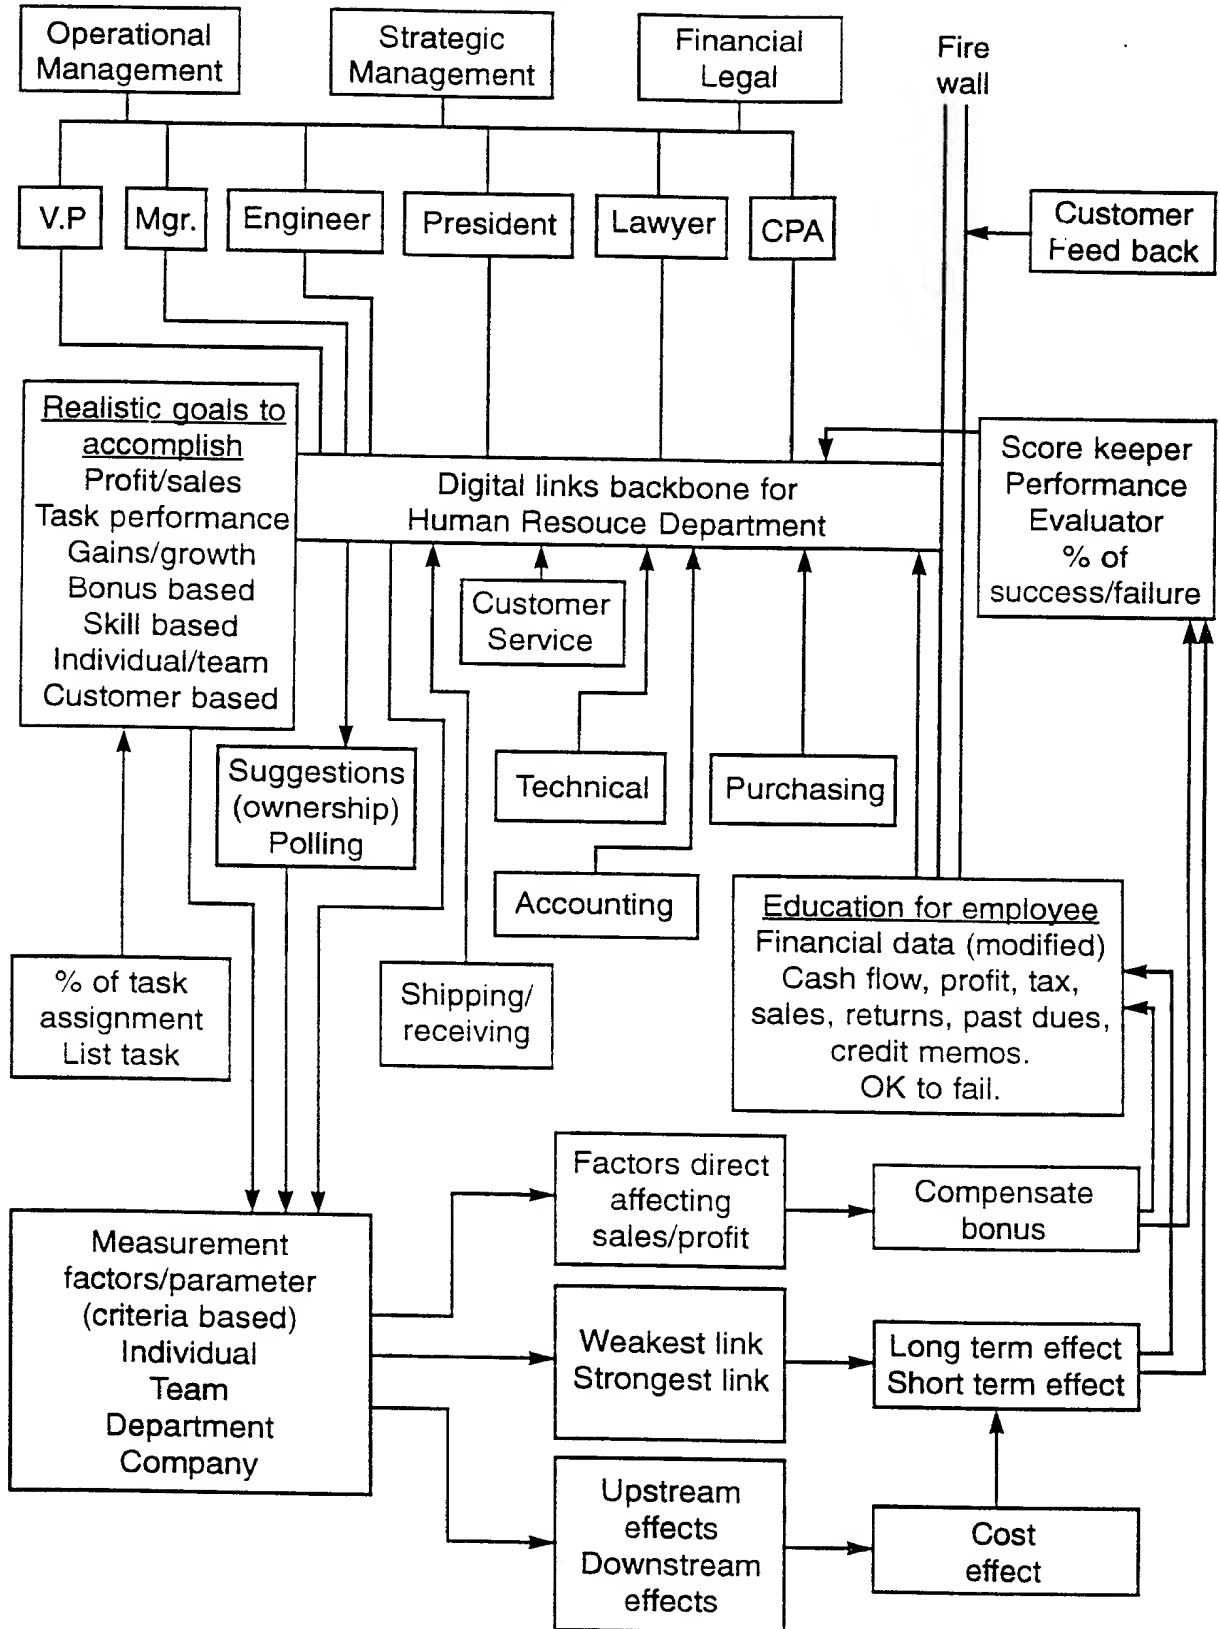 Operational
Management
Strategic
Management
Financial
Legal
Fire
wall
V.P
Mgr.
Engineer
President
Lawyer
CPA
Customer
Feed back
Realistic goals to
accomplish
Profit/sales
Task performance
Gains/growth
Bonus based
Skill based
Individual/team
Customer based
Digital links backbone for
Human Resouce Department
Score keeper
Performance
Evaluator
% of
success/failure
Customer
Service
Suggestions
(ownership)
Polling
Technical
Purchasing
Accounting
Education for employee
Financial data (modified)
Cash flow, profit, tax,
sales, returns, past dues,
credit memos.
OK to fail.
% of task
assignment
List task
Shipping/
receiving
Factors direct
affecting
sales/profit
Compensate
bonus
Measurement
factors/parameter
(criteria based)
Individual
Team
Department
Company
Weakest link
Strongest link
Long term effect
Short term effect
Upstream
effects
Downstream
effects
Cost
effect